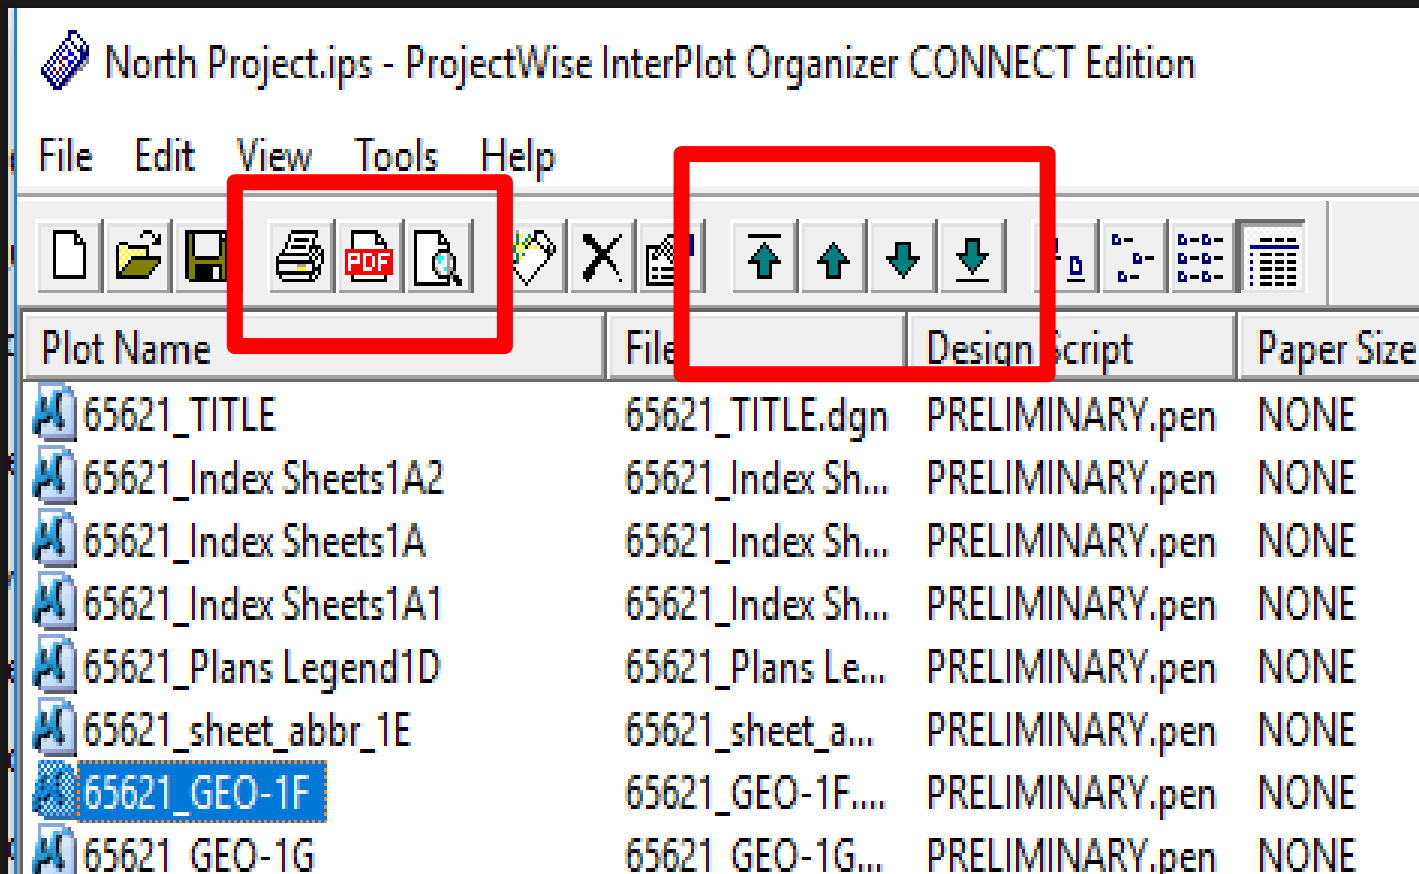 North Project.ips - ProjectWise InterPlot Organizer CONNECT Edition
File Edit View Tools Help
PDF
Plot Name File Design Script Paper Size
65621_TITLE 65621_TITLE.dgn PRELIMINARY.pen NONE
65621_Index Sheets1A2 65621_Index Sh... PRELIMINARY.pen NONE
65621_Index Sheets1A 65621_Index Sh... PRELIMINARY.pen NONE
65621_Index Sheets1A1 65621_Index Sh... PRELIMINARY.pen NONE
65621_Plans Legend1D 65621_Plans Le... PRELIMINARY.pen NONE
65621_sheet_abbr_1E 65621_sheet_a... PRELIMINARY.pen NONE
65621_GEO-1F 65621_GEO-1F.... PRELIMINARY.pen NONE
65621_GEO-1G 65621_GEO-1G... PRELIMINARY.pen NONE